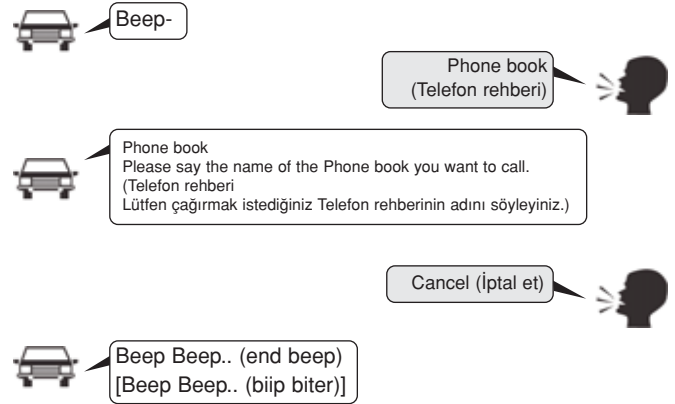 Beep-
Phone book
(Telefon rehberi)
Phone book
Please say the name of the Phone book you want to call.
(Telefon rehberi
Lütfen çağırmak istediğiniz Telefon rehberinin adını söyleyiniz.)
Cancel (İptal et)
Beep Beep.. (end beep)
[Beep Beep.. (biip biter)]